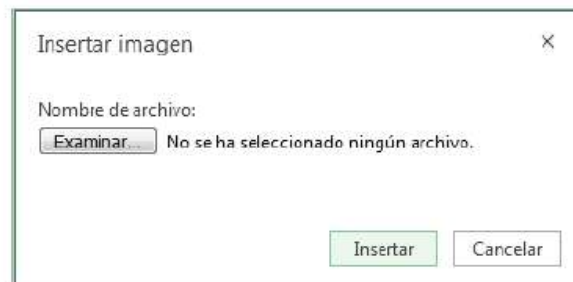 Insertar imagen
Nombre de archivo:
Examinar... No se ha seleccionado ningún archivo.
Insertar Cancelar